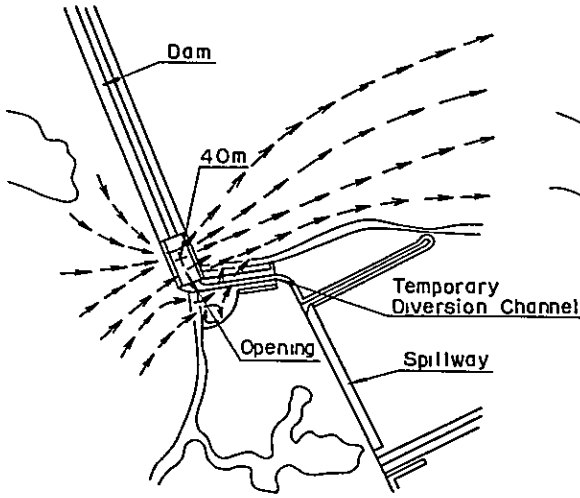 Dam
40m
Temporary
Diversion Channel
Opening
Spillway